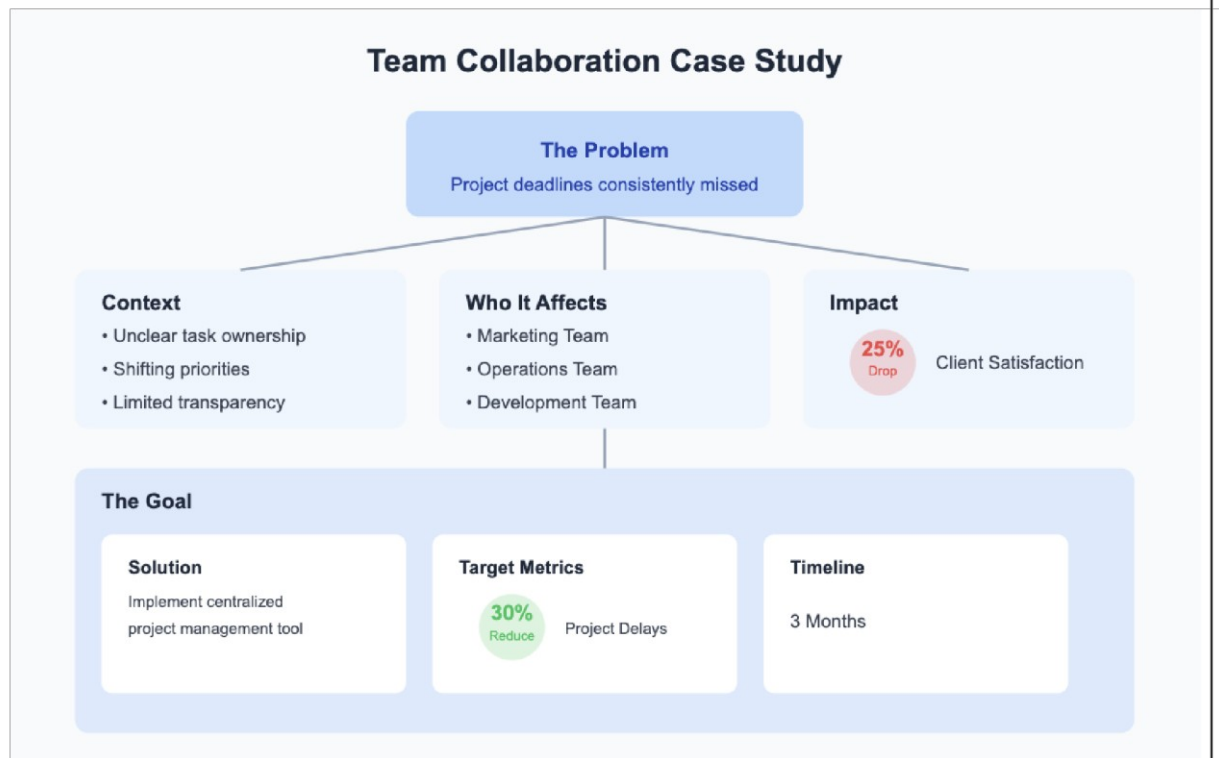 Team Collaboration Case Study
The Problem
Project deadlines consistently missed
Context
• Unclear task ownership
• Shifting priorities
• Limited transparency
Who It Affects
• Marketing Team
• Operations Team
• Development Team
Impact
25%
Drop
Client Satisfaction
The Goal
Solution
Implement centralized
project management tool
Target Metrics
30%
Reduce
Project Delays
Timeline
3 Months